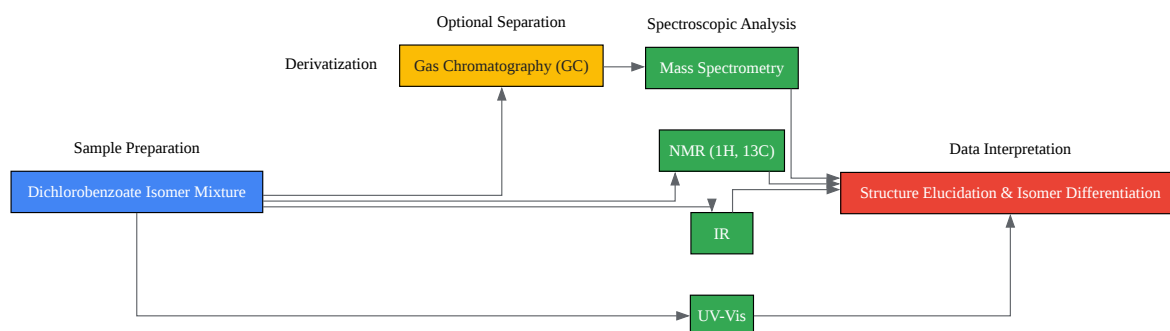 Optional Separation
Spectroscopic Analysis
Derivatization
Gas Chromatography (GC)
Mass Spectrometry
Sample Preparation
NMR (1H, 13C)
Data Interpretation
Dichlorobenzoate Isomer Mixture
Structure Elucidation & Isomer Differentiation
IR
UV-Vis